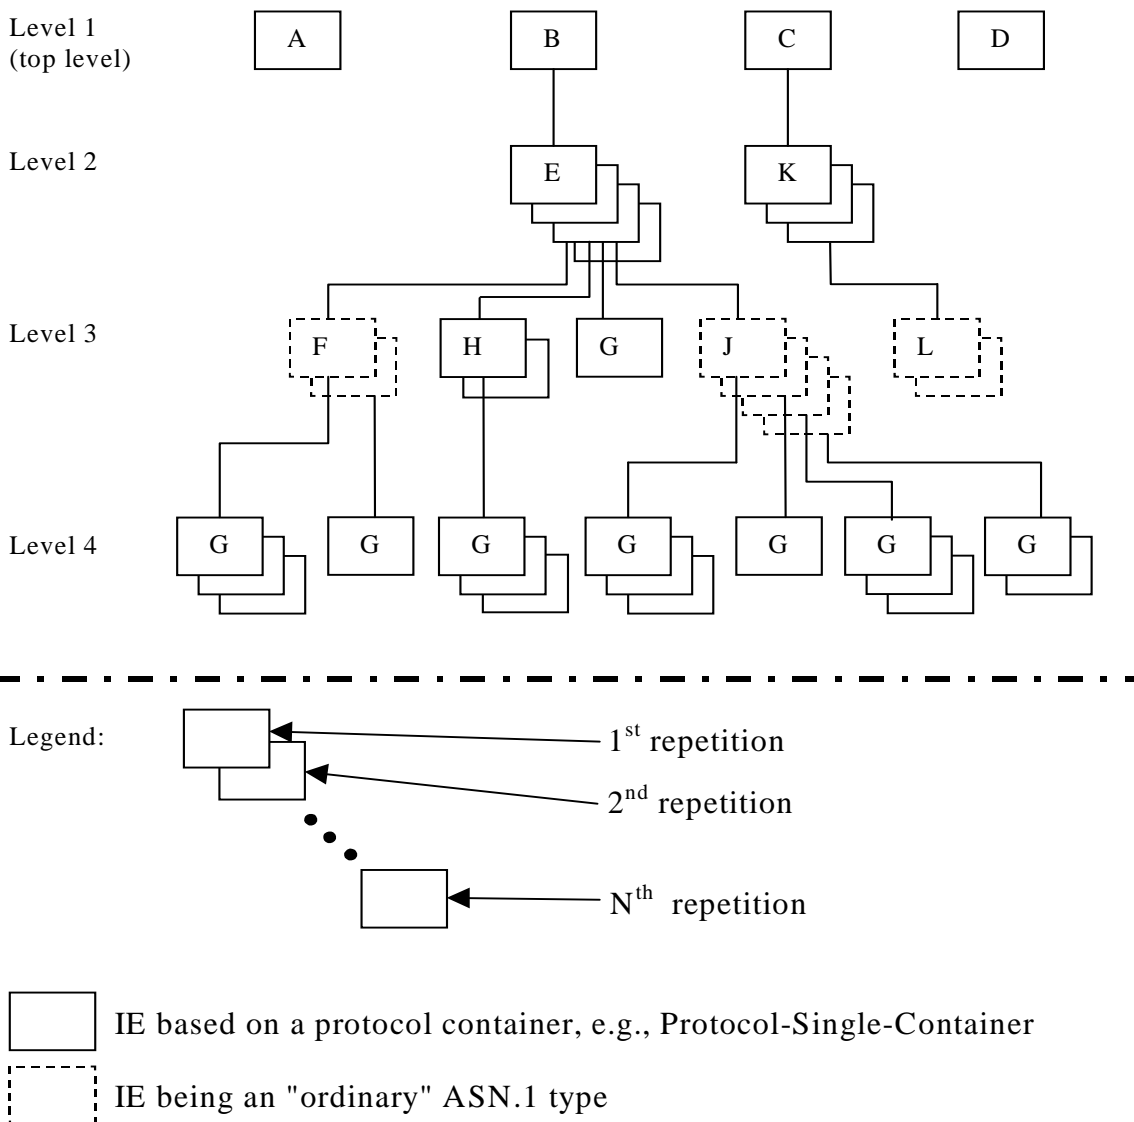 Level 1
(top level)
A B C D
Level 2
E K
Level 3
F H G J L
Level 4
G G G G G G G
Legend:
1st repetition
2nd repetition
Nth repetition
IE based on a protocol container, e.g., Protocol-Single-Container
IE being an "ordinary" ASN.1 type